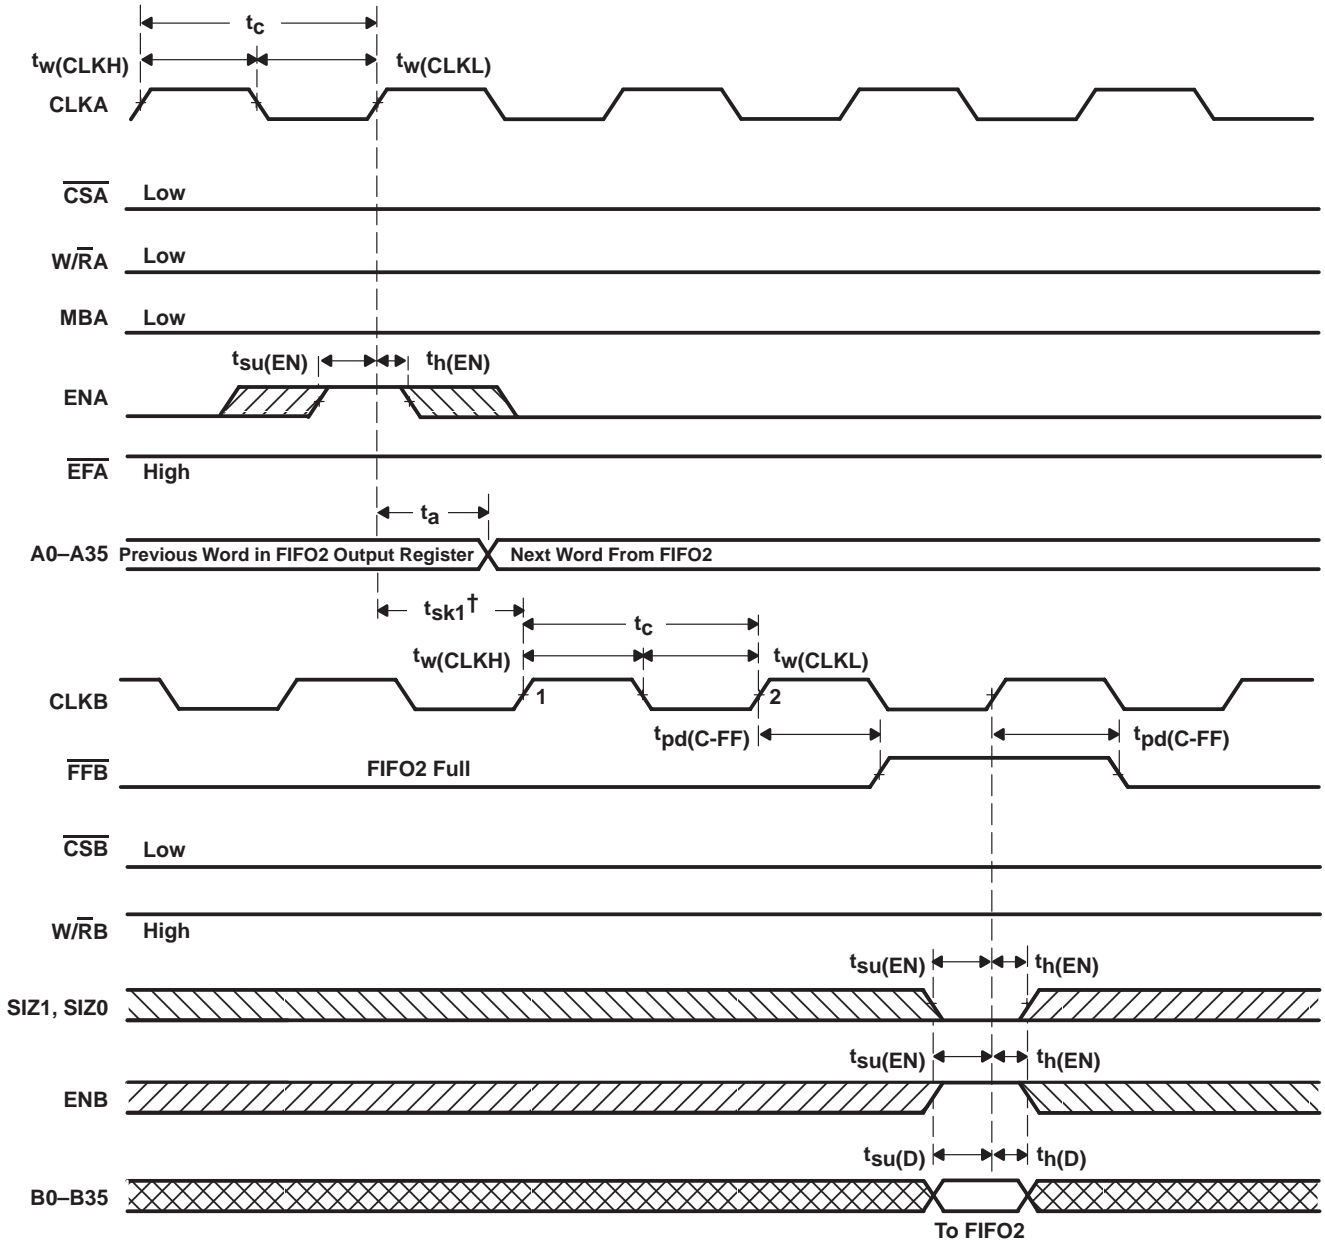 tc
tw(CLKH) tw(CLKL)
CLKA
CSA Low
W/RA Low
MBA Low
tsu(EN) th(EN)
ENA
EFA High
ta
A0–A35 Previous Word in FIFO2 Output Register Next Word From FIFO2
tsk1†
tc
tw(CLKH) tw(CLKL)
CLKB 1 2
tpd(C-FF) tpd(C-FF)
FFB FIFO2 Full
CSB Low
W/RB High
tsu(EN) th(EN)
SIZ1, SIZ0
tsu(EN) th(EN)
ENB
tsu(D) th(D)
B0–B35
To FIFO2